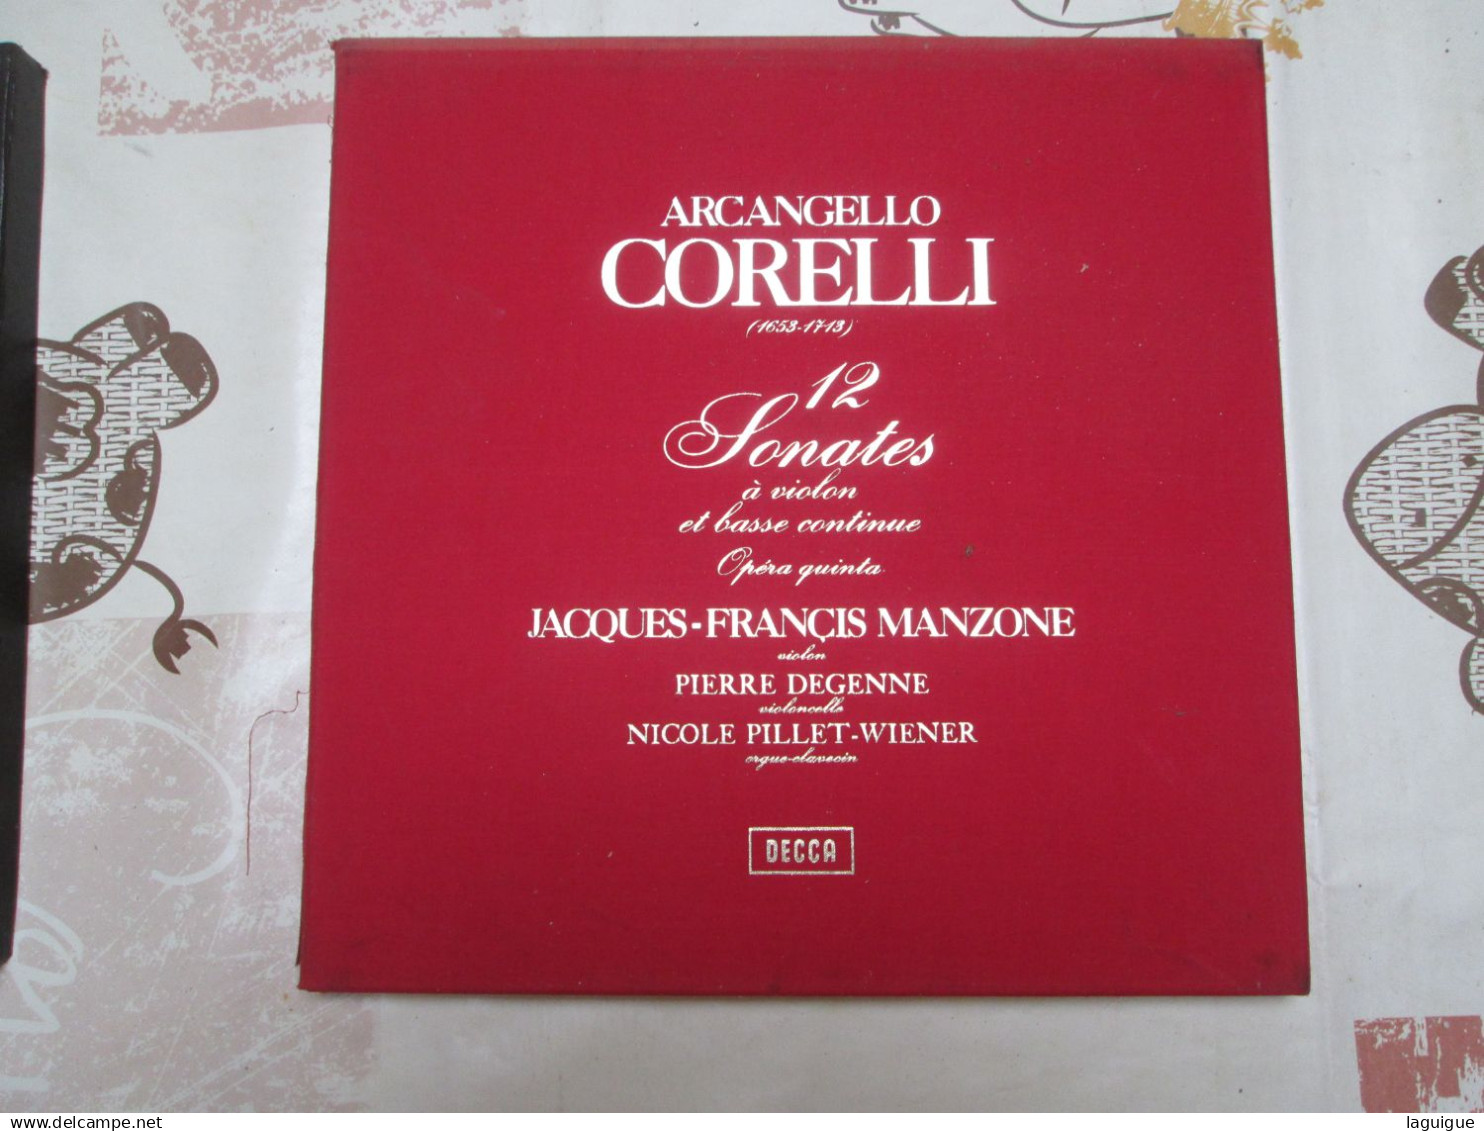 ARCANGELLO
CORELLI
(1653-1713)
12
Sonates
à violon
et basse continue
Opéra quinta
JACQUES-FRANÇIS MANZONE
violon
PIERRE DEGENNE
violoncelle
NICOLE PILLET-WIENER
orgue-clavecin
DECCA
delcampe.net
laguigue